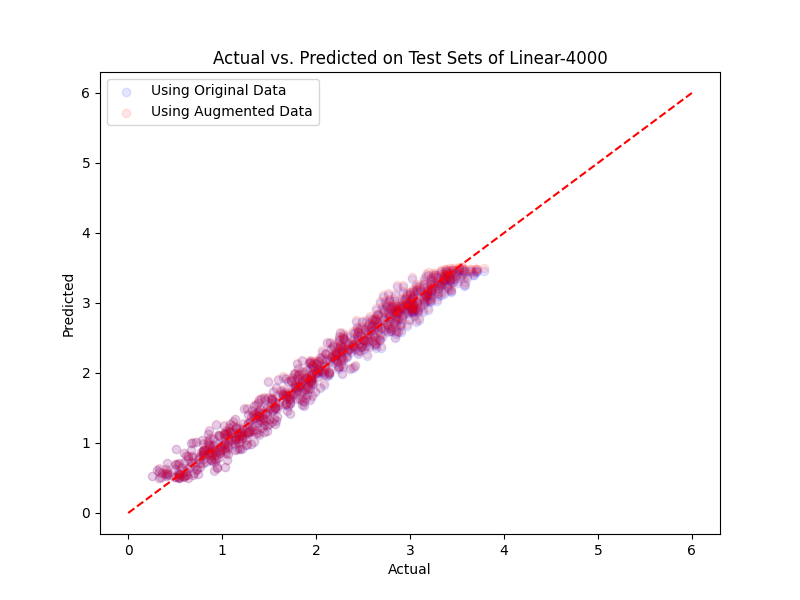 Actual vs. Predicted on Test Sets of Linear-4000
Using Original Data
Using Augmented Data
6
5
4
3
2
1
0
Predicted
0 1 2 3 4 5 6
Actual